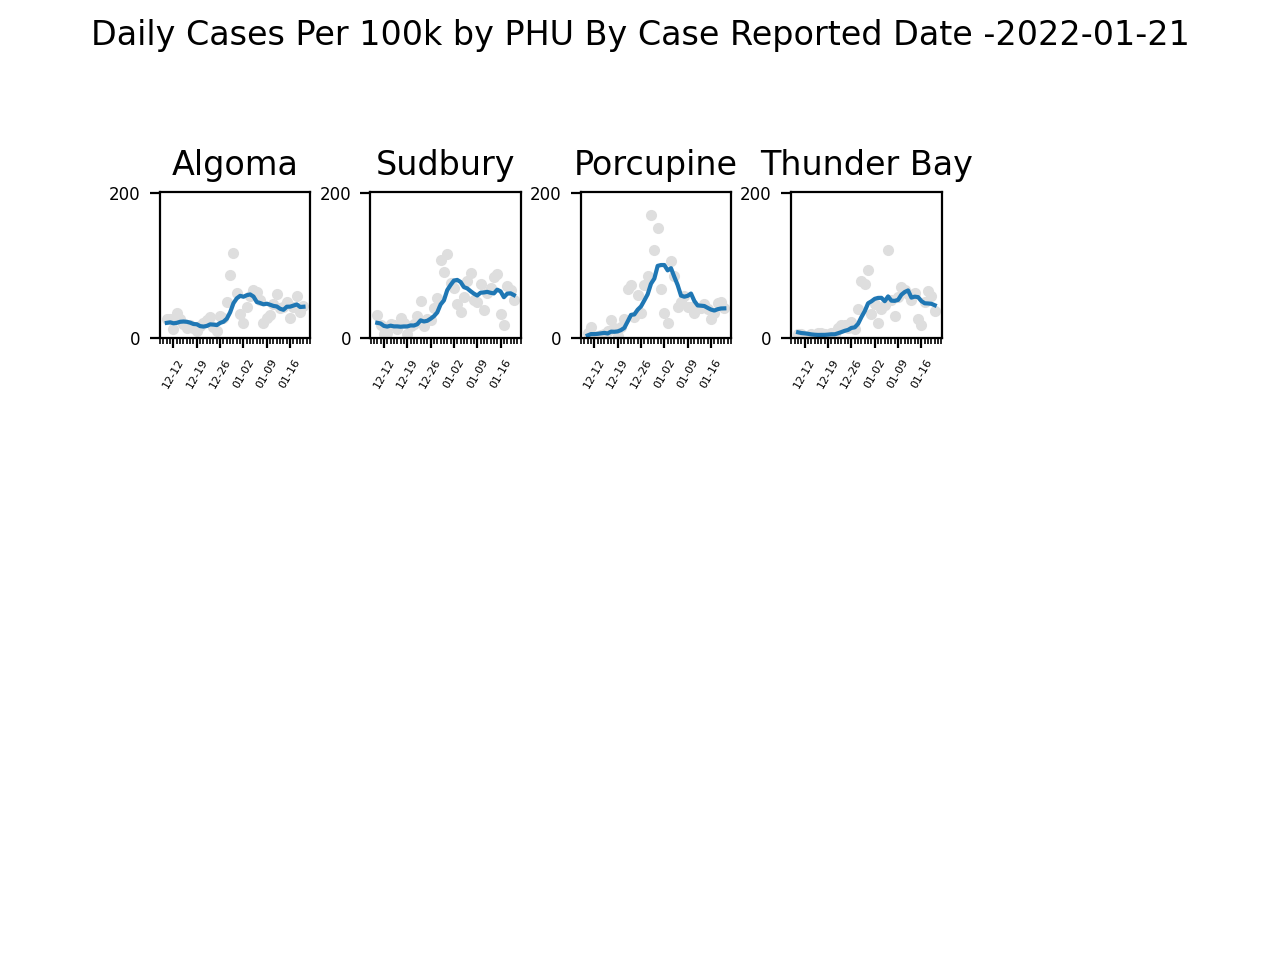 Daily Cases Per 100k by PHU By Case Reported Date -2022-01-21
Algoma Sudbury Porcupine Thunder Bay
200 200 200 200
0 0 0 0
12-12 12-19 12-26 01-02 01-09 01-16 12-12 12-19 12-26 01-02 01-09 01-16 12-12 12-19 12-26 01-02 01-09 01-16 12-12 12-19 12-26 01-02 01-09 01-16